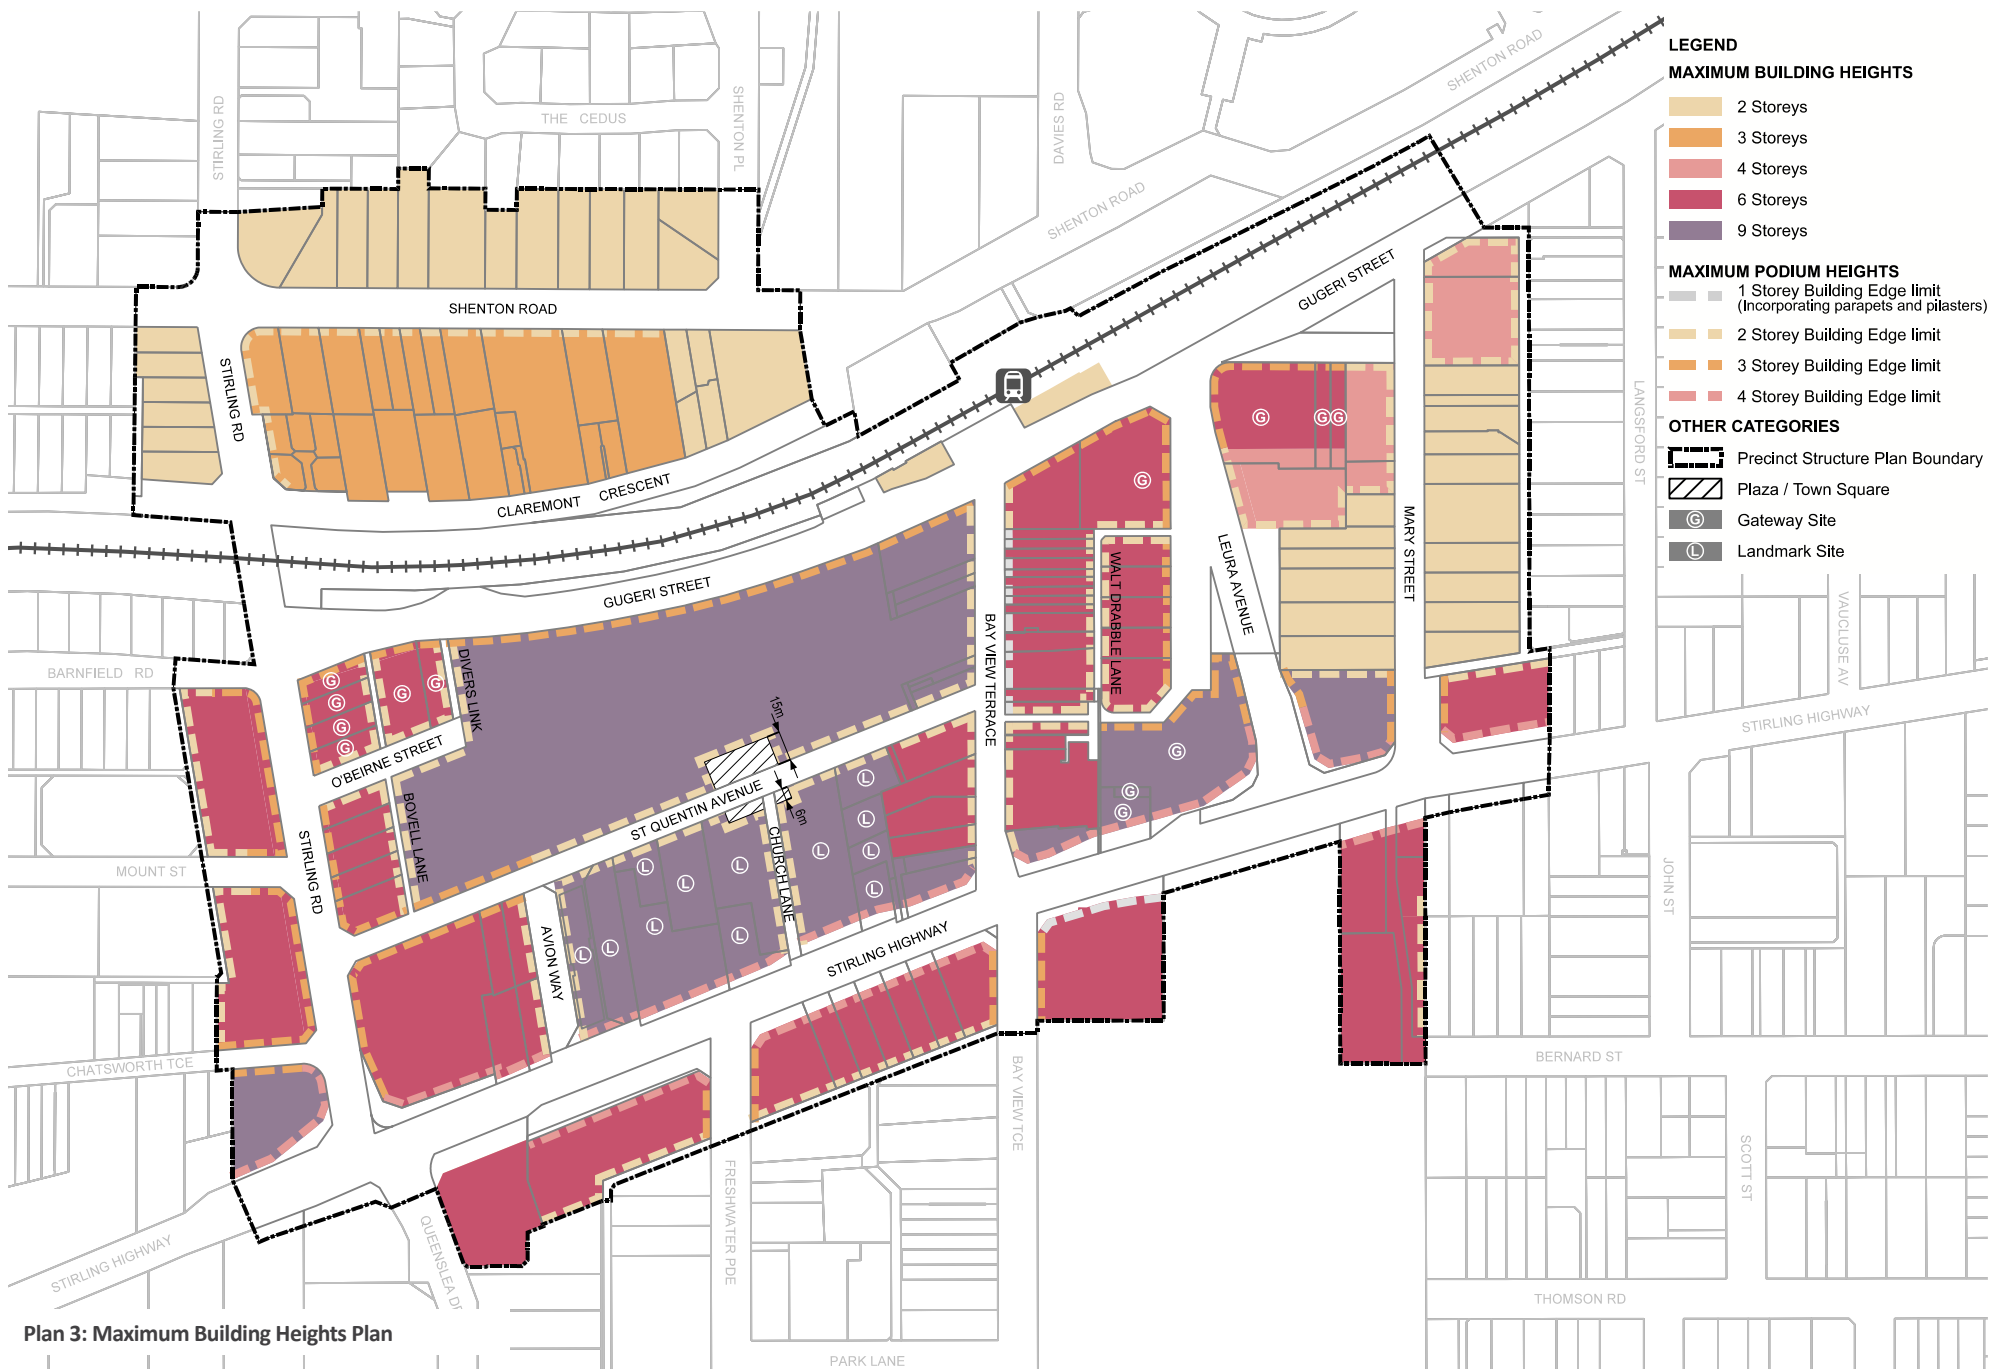 LEGEND
MAXIMUM BUILDING HEIGHTS
2 Storeys
3 Storeys
4 Storeys
6 Storeys
9 Storeys
MAXIMUM PODIUM HEIGHTS
1 Storey Building Edge limit
(Incorporating parapets and pilasters)
2 Storey Building Edge limit
3 Storey Building Edge limit
4 Storey Building Edge limit
OTHER CATEGORIES
Precinct Structure Plan Boundary
Plaza / Town Square
G Gateway Site
L Landmark Site
STIRLING RD
THE CEDUS
SHENTON PL
DAVIES RD
SHENTON ROAD
SHENTON ROAD
SHENTON ROAD
GUGERI STREET
STIRLING RD
CLAREMONT CRESCENT
LANGSFORD ST
G
G G
G
GUGERI STREET
LEURA AVENUE
MARY STREET
WALT DRABBLE LANE
BAY VIEW TERRACE
VAUCLUSE AV
BARNFIELD RD
DIVERS LINK
G
G
G
G
G
G
STIRLING HIGHWAY
15m
6m
O'BEIRNE STREET
BOVELL LANE
ST QUENTIN AVENUE
CHURCH LANE
G
G
G
L
L
L
L
L
MOUNT ST
STIRLING RD
L
L
L
L
L
L
L
JOHN ST
AVION WAY
STIRLING HIGHWAY
CHATSWORTH TCE
BERNARD ST
BAY VIEW TCE
SCOTT ST
FRESHWATER PDE
QUEENSLEA DR
STIRLING HIGHWAY
THOMSON RD
Plan 3: Maximum Building Heights Plan
PARK LANE